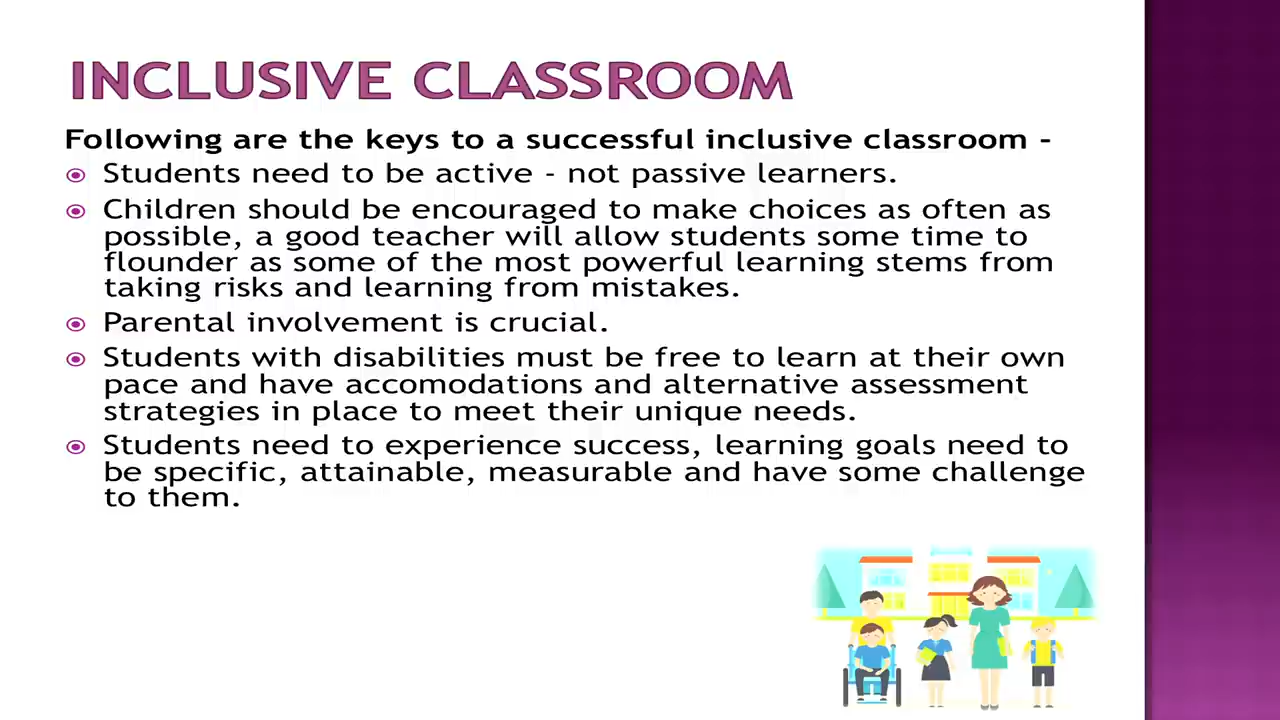 INCLUSIVE CLASSROOM
Following are the keys to a successful inclusive classroom -
Students need to be active - not passive learners.
Children should be encouraged to make choices as often as
possible, a good teacher will allow students some time to
flounder as some of the most powerful learning stems from
taking risks and learning from mistakes.
Parental involvement is crucial.
Students with disabilities must be free to learn at their own
pace and have accomodations and alternative assessment
strategies in place to meet their unique needs.
Students need to experience success, learning goals need to
be specific, attainable, measurable and have some challenge
to them.